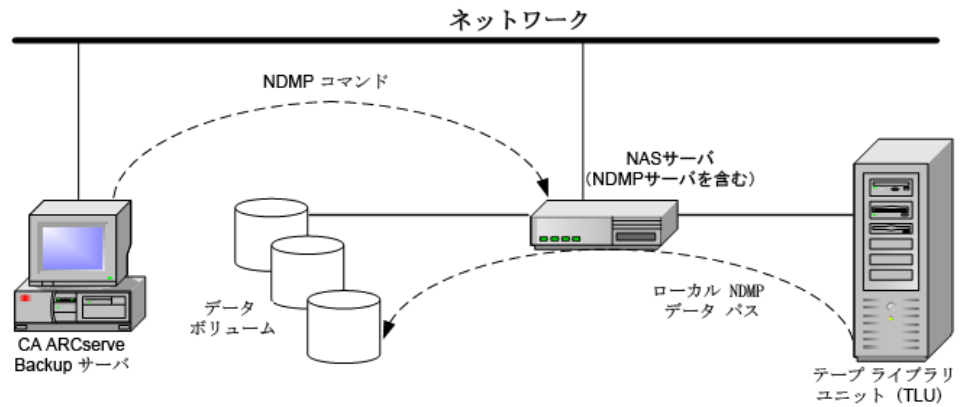 ネットワーク
NDMP コマンド
NASサーバ
（NDMPサーバを含む）
データ
ボリューム
ローカル NDMP
データ パス
CA ARCserve
Backup サーバ
テープ ライブラリ
ユニット (TLU)